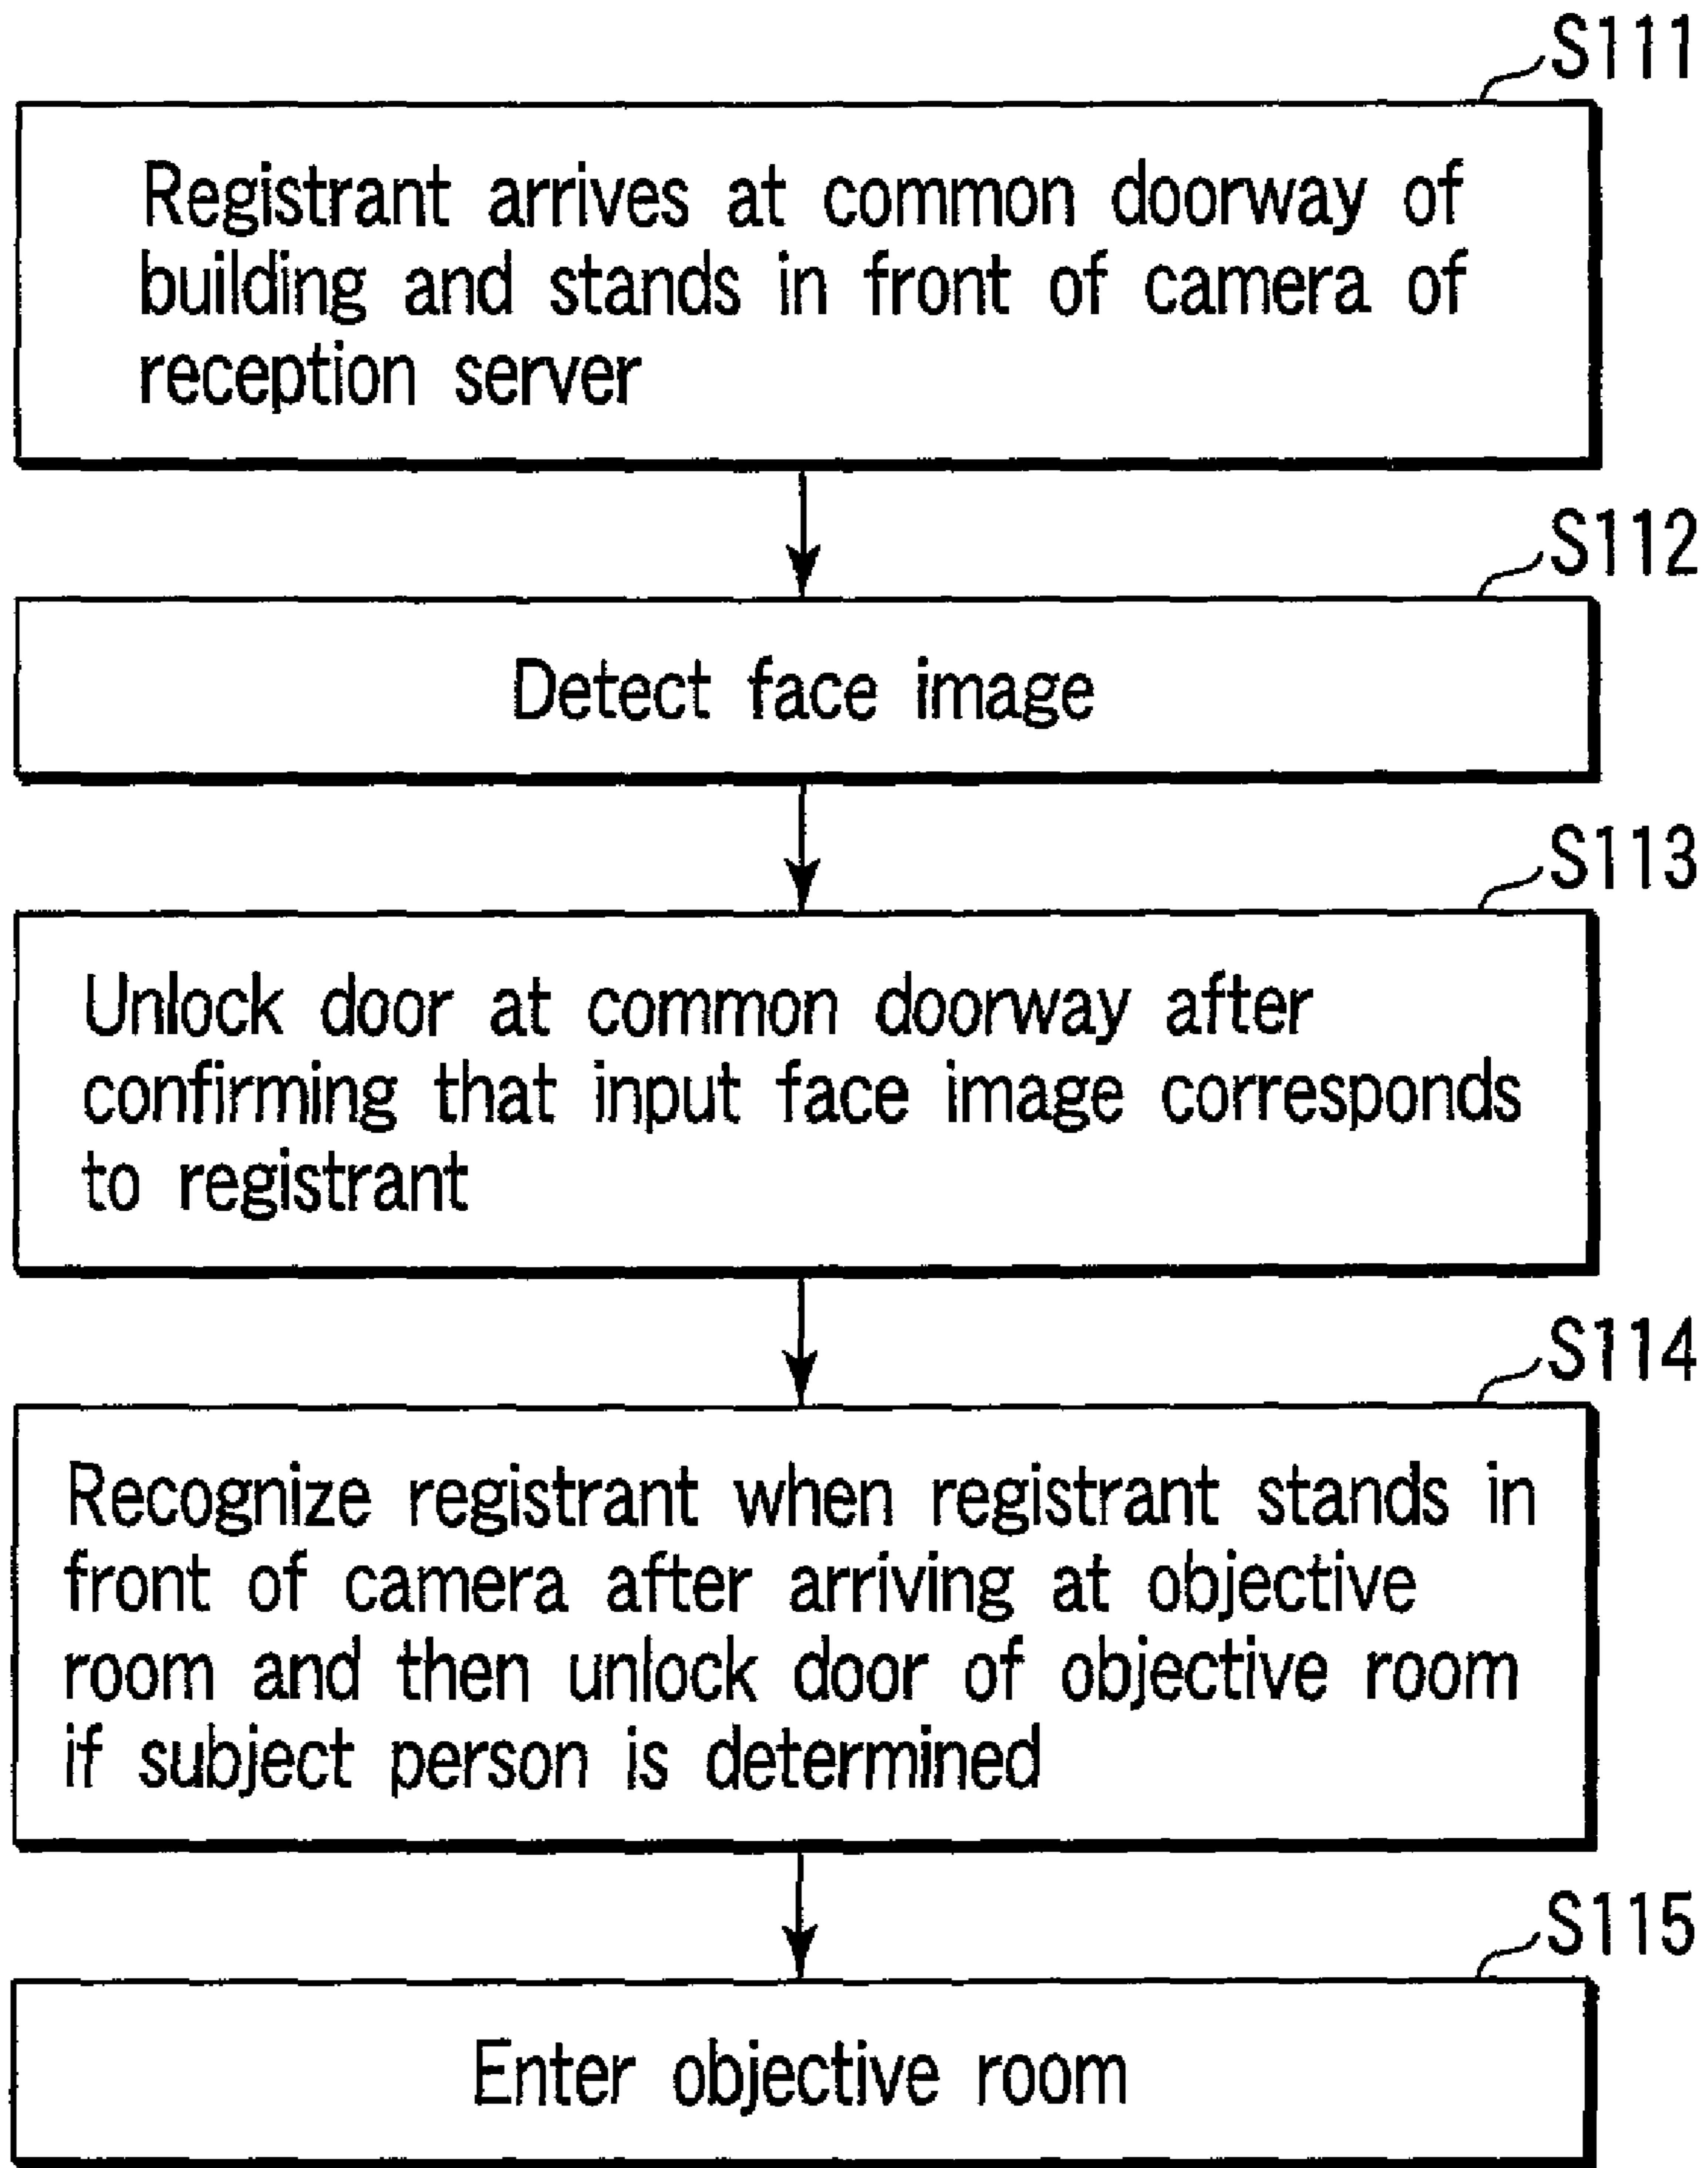 S111
Registrant arrives at common doorway of
building and stands in front of camera of
reception server
S112
Detect face image
S113
Unlock door at common doorway after
confirming that input face image corresponds
to registrant
S114
Recognize registrant when registrant stands in
front of camera after arriving at objective
room and then unlock door of objective room
if subject person is determined
S115
Enter objective room